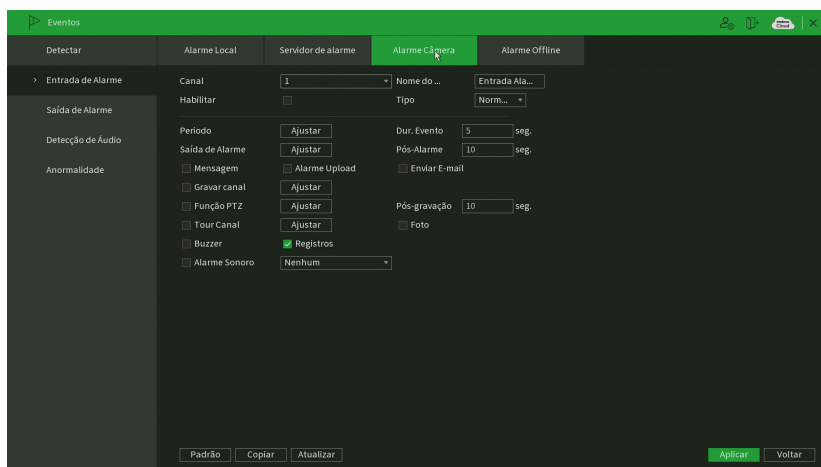 Eventos
Cloud
Detectar Alarme Local Servidor de alarme Alarme Câmera Alarme Offline
Entrada de Alarme Canal 1 Nome do ... Entrada Ala...
Habilitar Tipo Norm...
Saída de Alarme
Periodo Ajustar Dur. Evento 5 seg.
Detecção de Áudio Saída de Alarme Ajustar Pós-Alarme 10 seg.
Anormalidade Mensagem Alarme Upload Enviar E-mail
Gravar canal Ajustar
Função PTZ Ajustar Pós-gravação 10 seg.
Tour Canal Ajustar Foto
Buzzer Registros
Alarme Sonoro Nenhum
Padrão Copiar Atualizar Aplicar Voltar